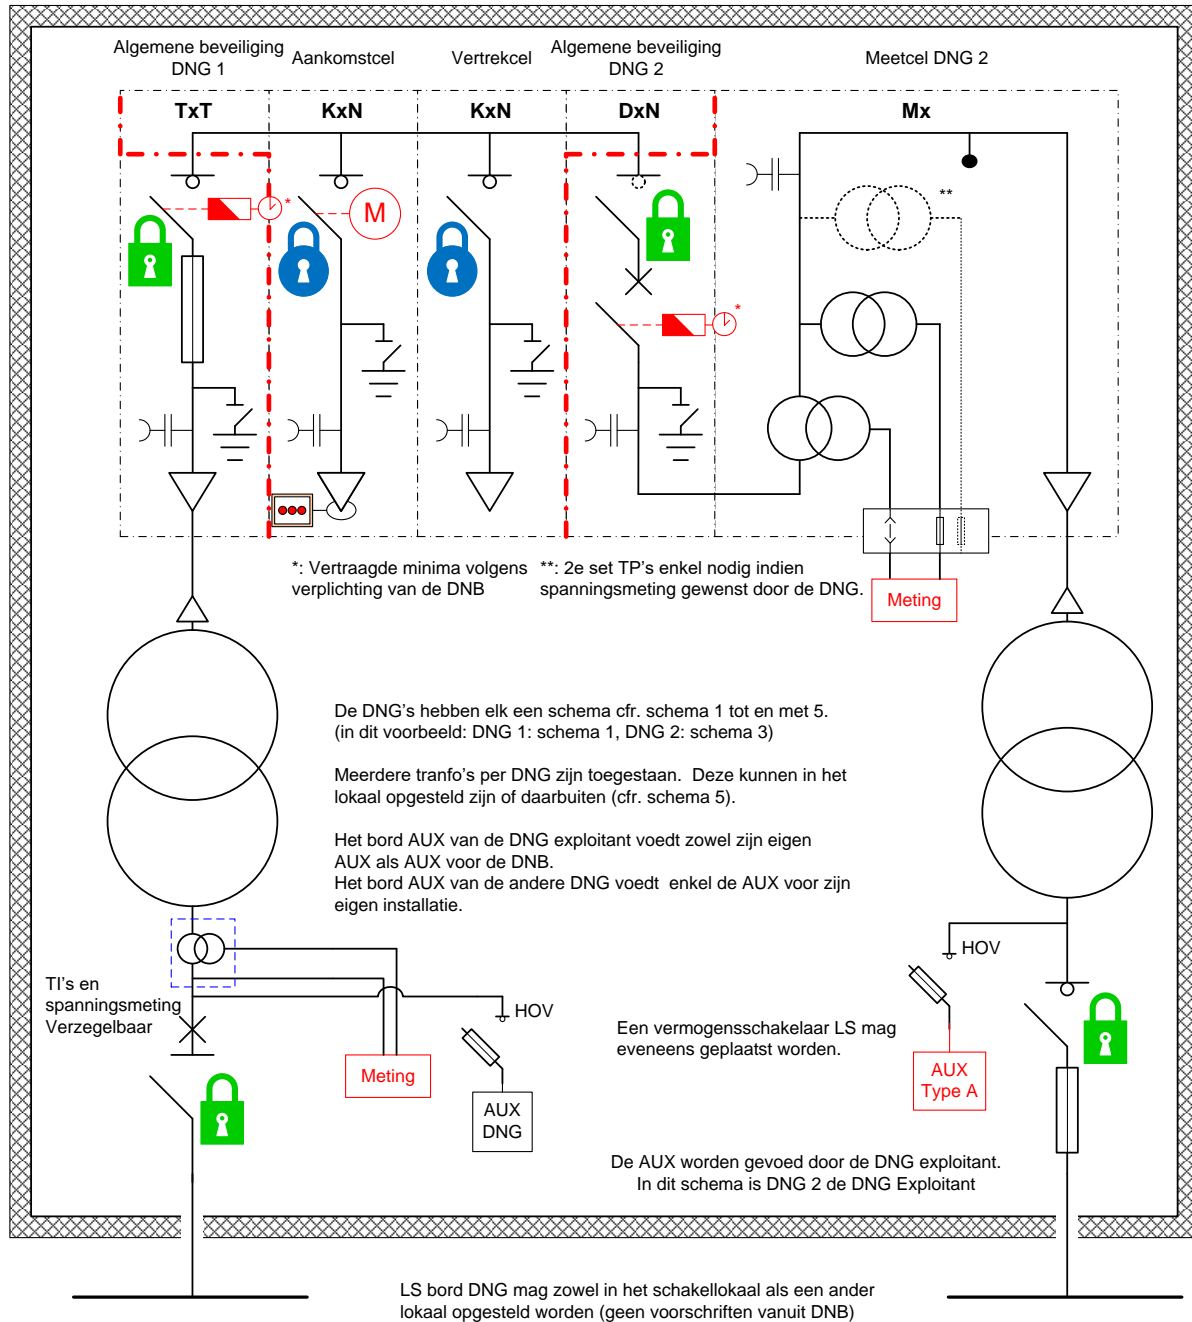 Algemene beveiliging
DNG 1
Aankomstcel
Vertrekcel
Algemene beveiliging
DNG 2
Meetcel DNG 2
TxT
KxN
KxN
DxN
Mx
*
M
**
*
*: Vertraagde minima volgens
verplichting van de DNB
**: 2e set TP's enkel nodig indien
spanningsmeting gewenst door de DNG.
Meting
De DNG's hebben elk een schema cfr. schema 1 tot en met 5.
(in dit voorbeeld: DNG 1: schema 1, DNG 2: schema 3)
Meerdere tranfo's per DNG zijn toegestaan. Deze kunnen in het
lokaal opgesteld zijn of daarbuiten (cfr. schema 5).
Het bord AUX van de DNG exploitant voedt zowel zijn eigen
AUX als AUX voor de DNB.
Het bord AUX van de andere DNG voedt enkel de AUX voor zijn
eigen installatie.
TI's en
spanningsmeting
Verzegelbaar
HOV
Meting
AUX
DNG
HOV
Een vermogensschakelaar LS mag
eveneens geplaatst worden.
AUX
Type A
De AUX worden gevoed door de DNG exploitant.
In dit schema is DNG 2 de DNG Exploitant
LS bord DNG mag zowel in het schakellokaal als een ander
lokaal opgesteld worden (geen voorschriften vanuit DNB)